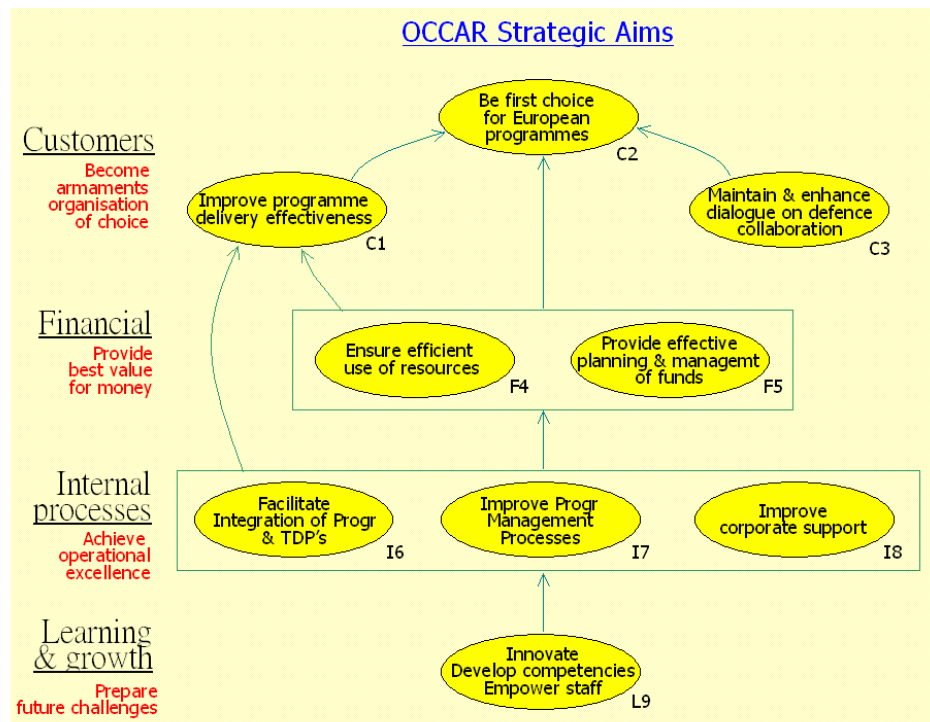 OCCAR Strategic Aims
Customers
Become
armaments
organisation
of choice
Be first choice
for European
programmes
C2
Improve programme
delivery effectiveness
C1
Maintain & enhance
dialogue on defence
collaboration
C3
Financial
Provide
best value
for money
Ensure efficient
use of resources
F4
Provide effective
planning & managemt
of funds
F5
Internal
processes
Achieve
operational
excellence
Facilitate
Integration of Progr
& TDP's
I6
Improve Progr
Management
Processes
I7
Improve
corporate support
I8
Learning
& growth
Prepare
future challenges
Innovate
Develop competencies
Empower staff
L9